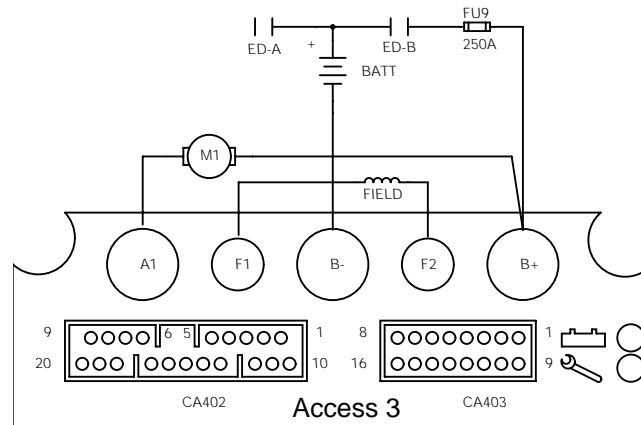 FU9
ED-A + ED-B 250A
BATT
M1
FIELD
A1 F1 B- F2 B+
9 6 5 1 8 1
20 10 16 9
CA402 Access 3 CA403